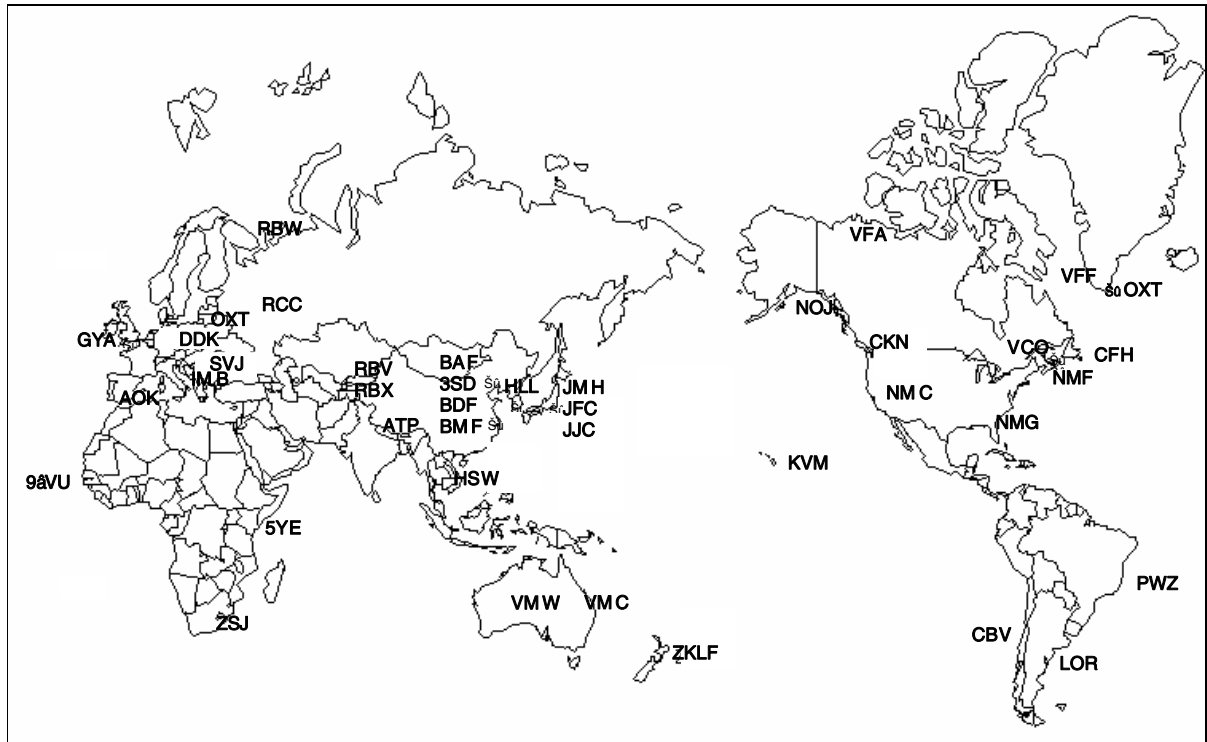 RBW
VFA
VFF
OXT
RCC
NOJ
OXT
GYA
DDK
CKN
VCO
CFH
SVJ
IMB
RBV
BAF
NMF
RBX
3SD
HLL
JMH
NMC
AOK
BDF
JFC
ATP
BMF
JJC
NMG
KVM
9âVU
HSW
5YE
PWZ
VMW
VMC
ZSJ
CBV
ZKLF
LOR